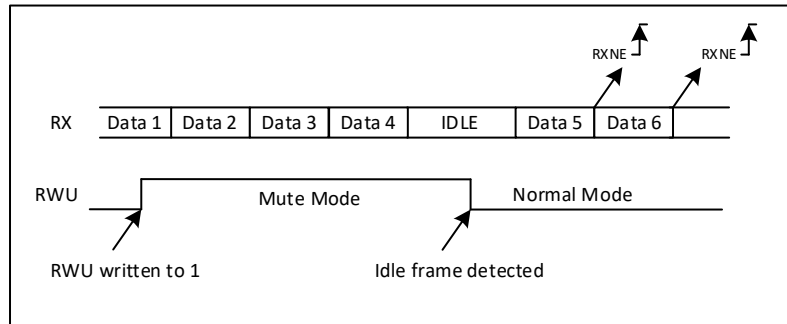 RXNE RXNE
RX Data 1 Data 2 Data 3 Data 4 IDLE Data 5 Data 6
RWU Mute Mode Normal Mode
RWU written to 1 Idle frame detected